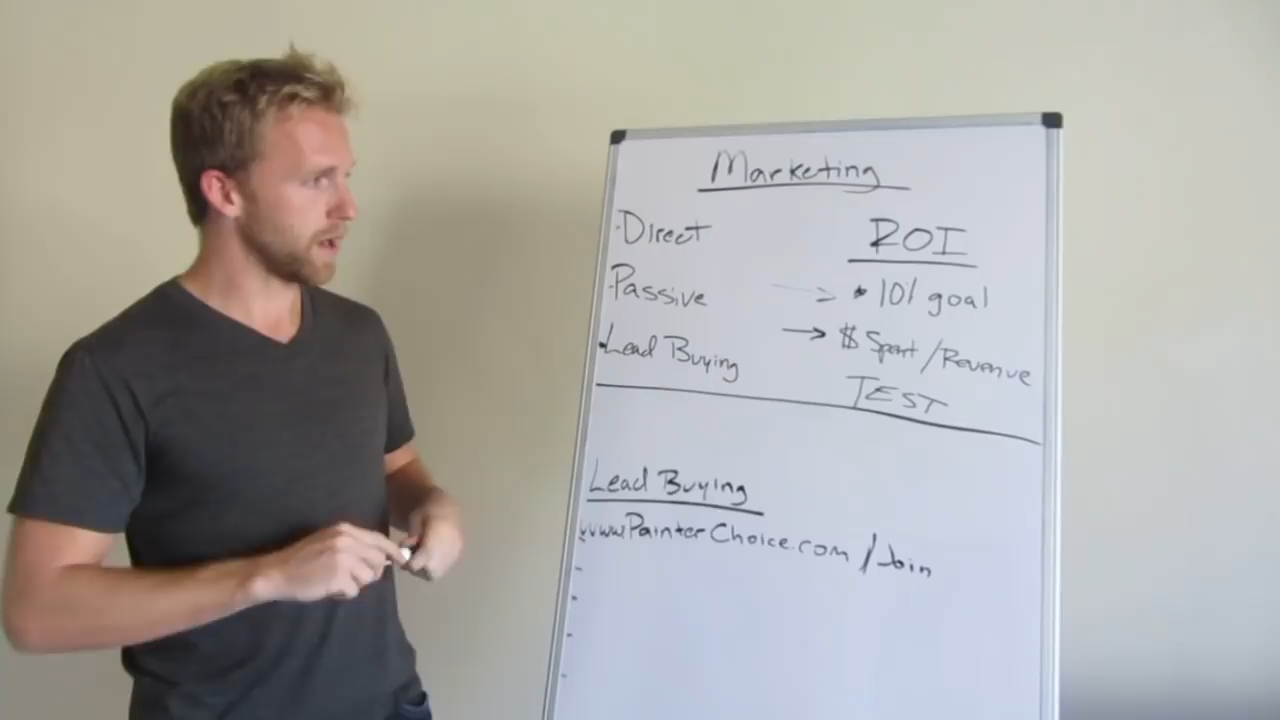 Marketing
· Direct
· Passive
· Lead Buying
ROI
→ • 10% goal
→ $ Spent / Revenue
TEST
Lead Buying
www.PainterChoice.com / Join